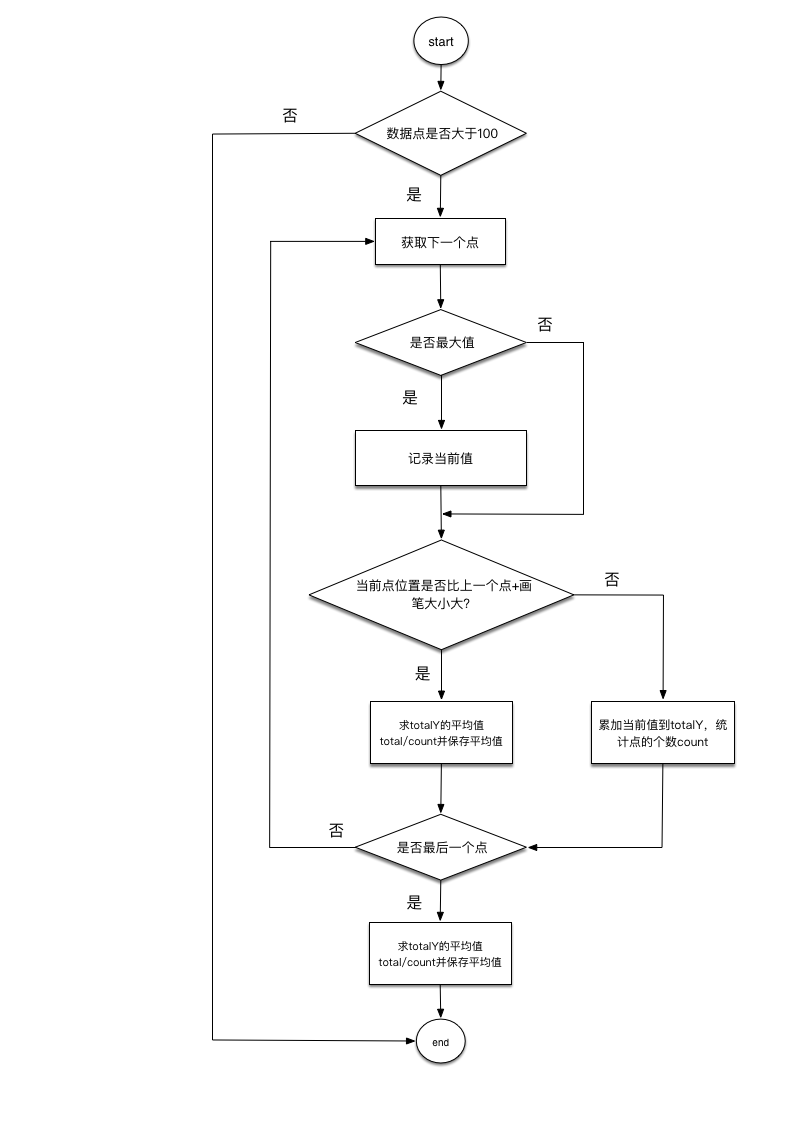 start
否
数据点是否大于100
是
获取下一个点
否
是否最大值
是
记录当前值
当前点位置是否比上一个点+画
笔大小大?
否
是
求totalY的平均值
total/count并保存平均值
累加当前值到totalY，统
计点的个数count
否
是否最后一个点
是
求totalY的平均值
total/count并保存平均值
end